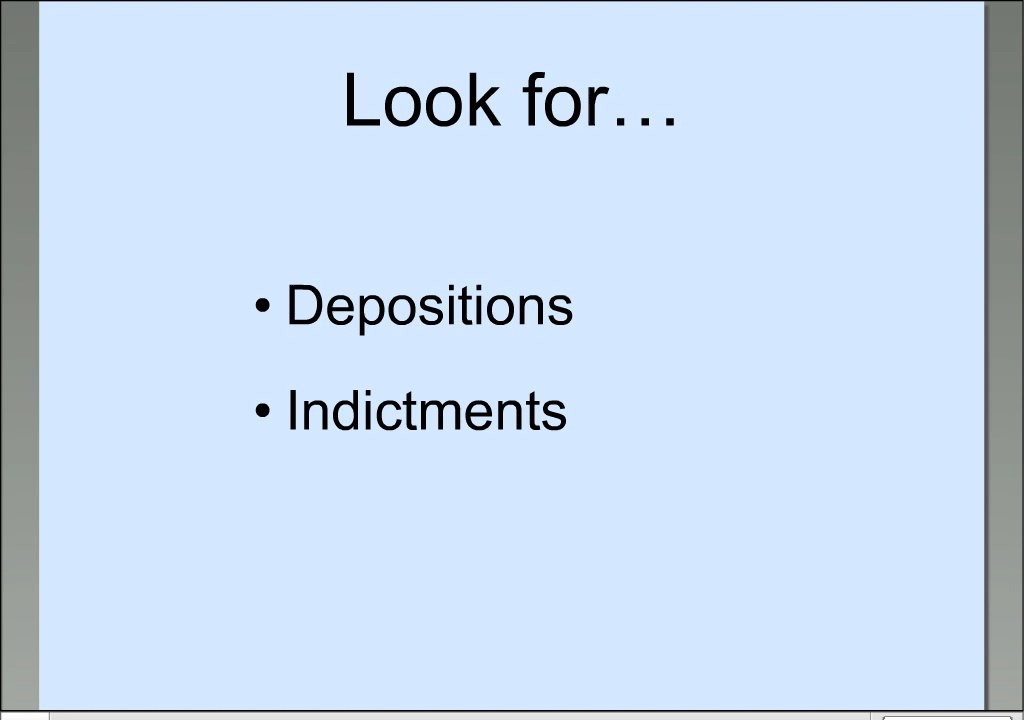 Look for…
• Depositions
• Indictments